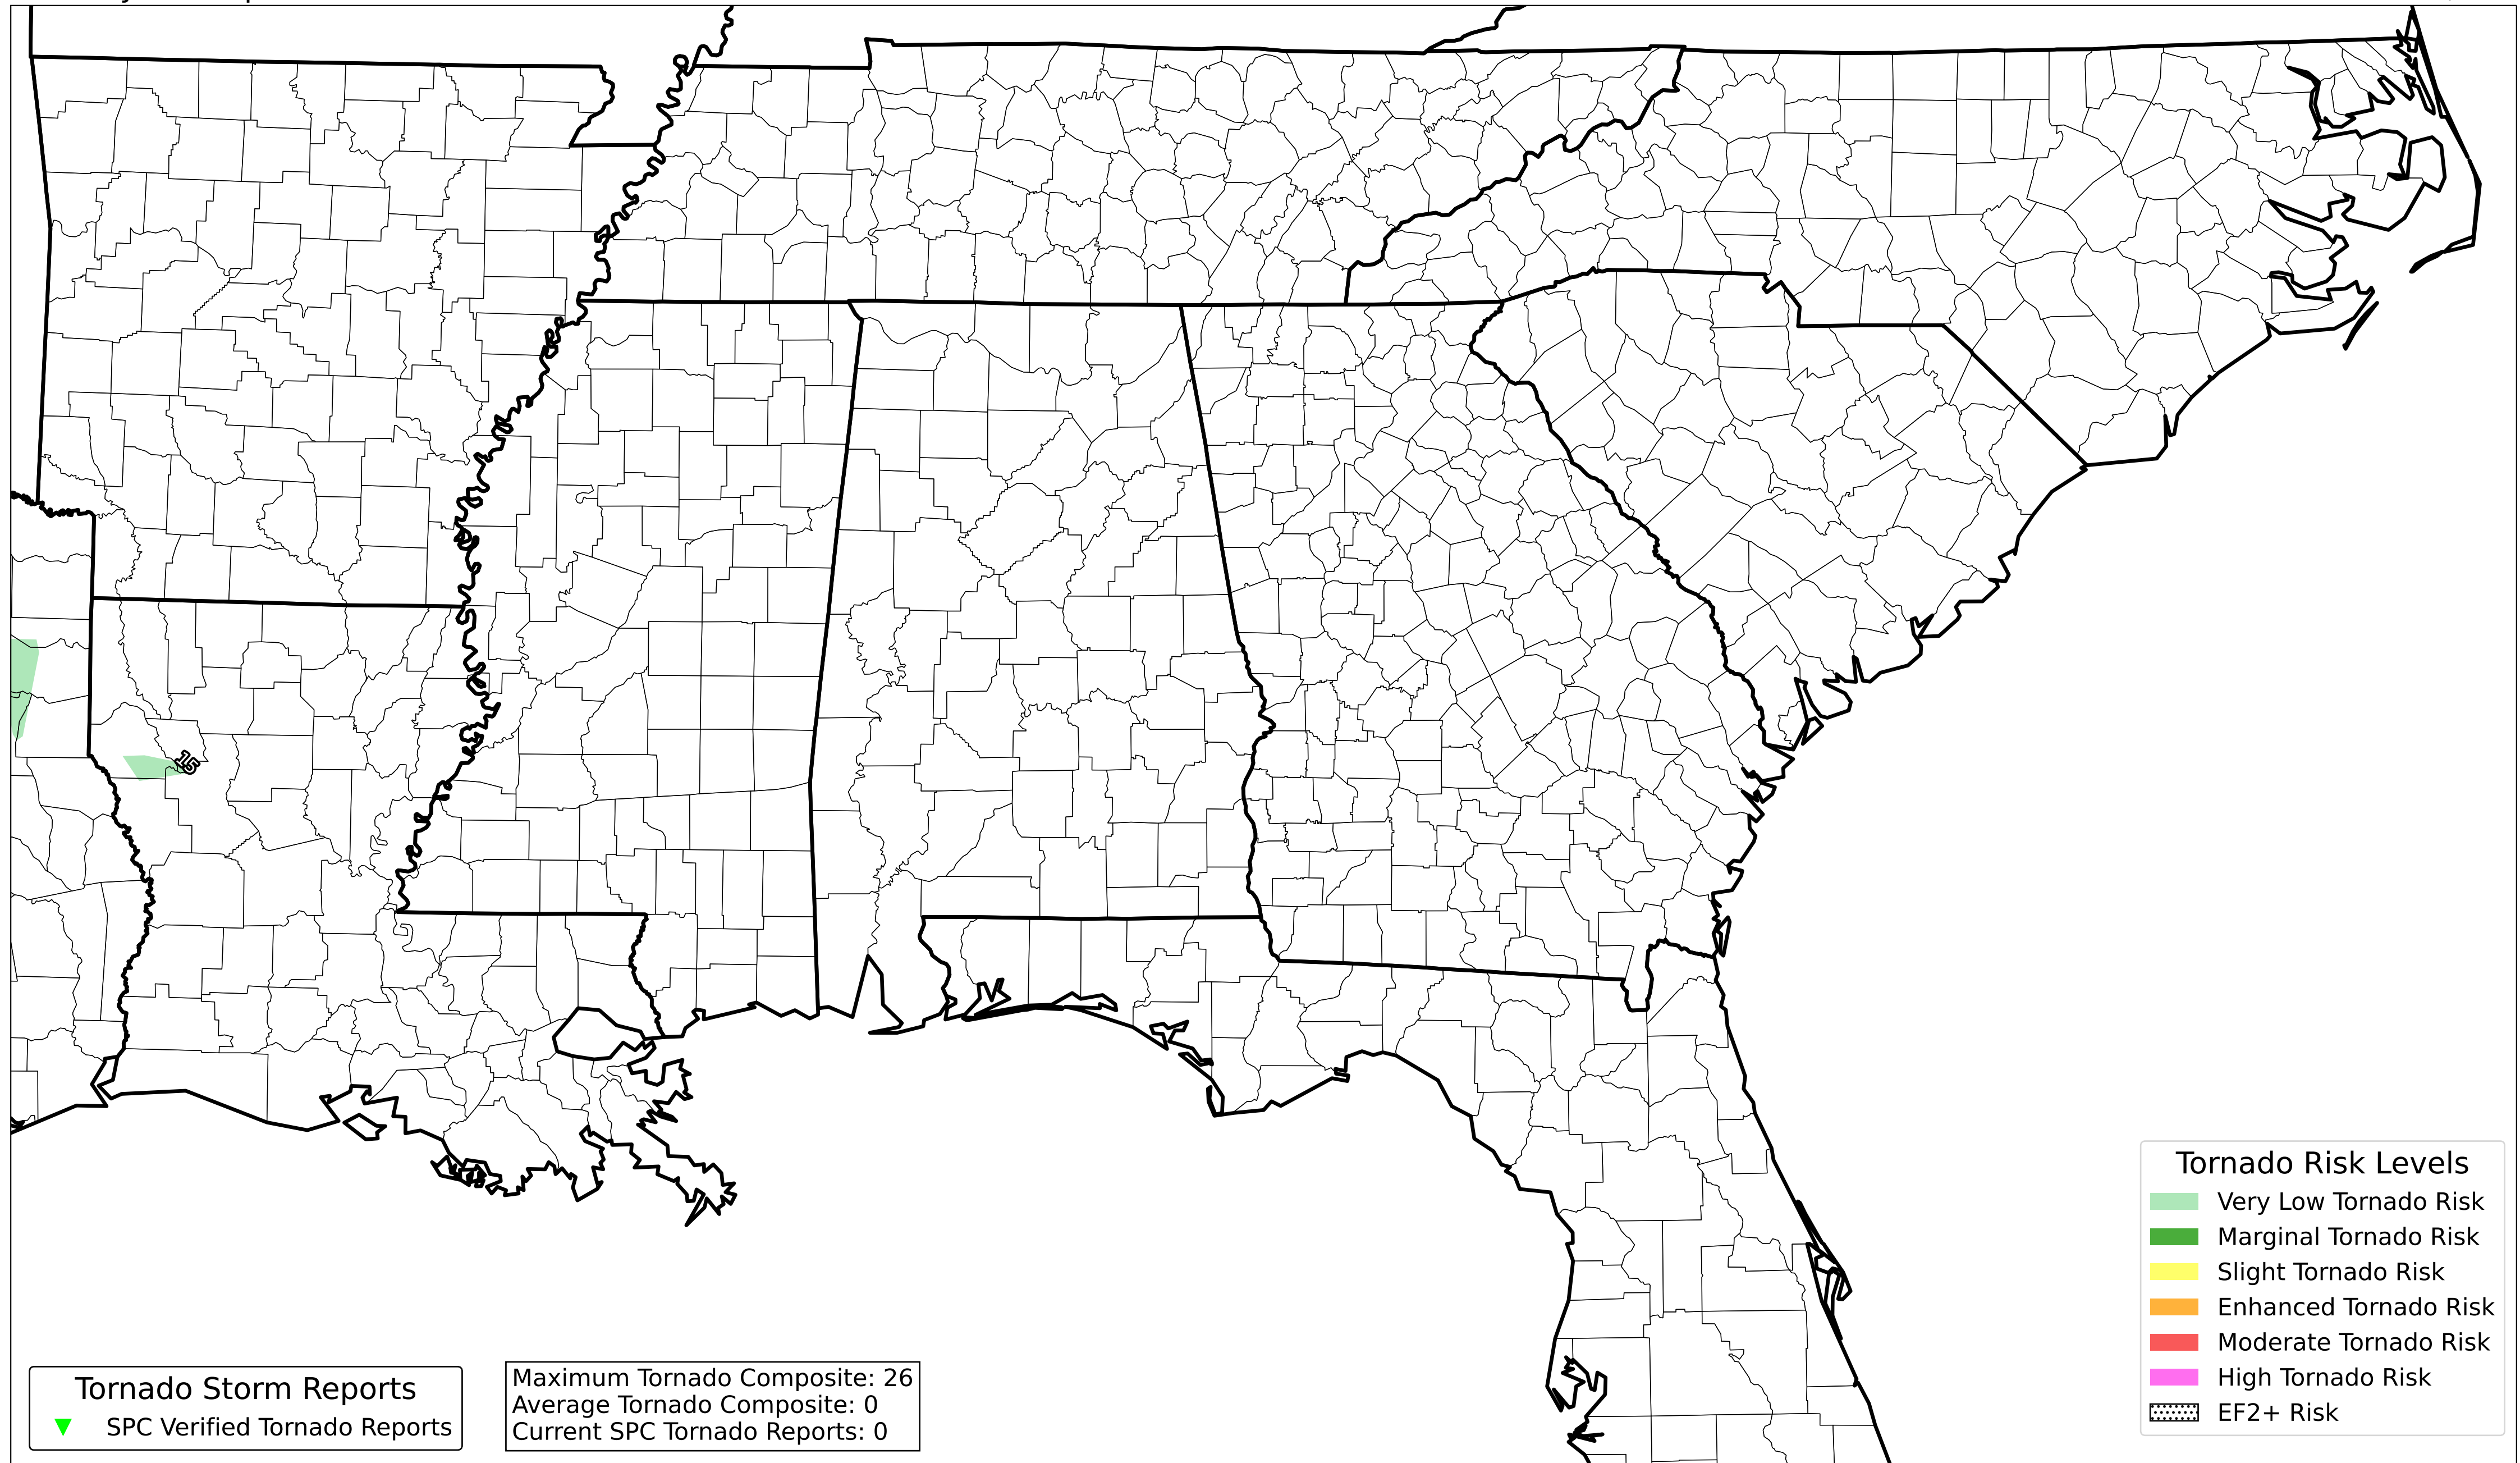 15
Tornado Risk Levels
Very Low Tornado Risk
Marginal Tornado Risk
Slight Tornado Risk
Enhanced Tornado Risk
Moderate Tornado Risk
High Tornado Risk
EF2+ Risk
Tornado Storm Reports
SPC Verified Tornado Reports
Maximum Tornado Composite: 26
Average Tornado Composite: 0
Current SPC Tornado Reports: 0